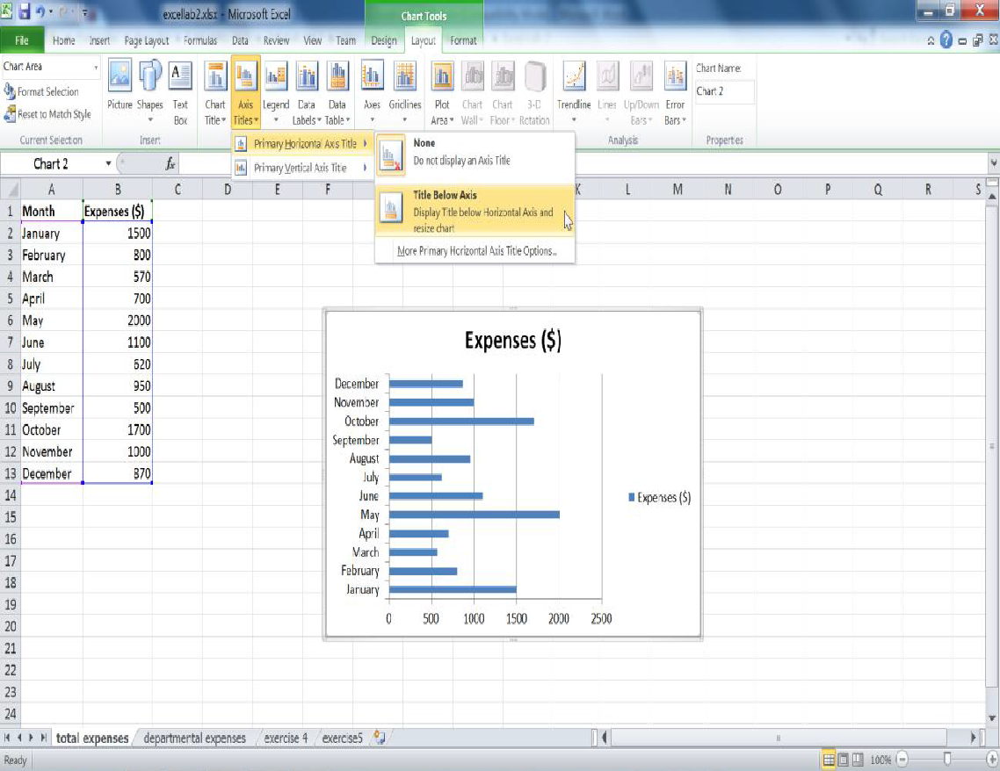 excellab2.xlsx - Microsoft Excel
Chart Tools
File Home Insert Page Layout Formulas Data Review View Team Design Layout Format
Chart Area
Format Selection
Reset to Match Style
Current Selection
Picture Shapes Text Box
Insert
Chart Title Axis Titles Legend Data Labels Data Table
Axes Gridlines
Plot Area Chart Wall Chart Floor 3-D Rotation
Trendline Lines Up/Down Bars Error Bars
Analysis
Chart Name:
Chart 2
Properties
Primary Horizontal Axis Title
Primary Vertical Axis Title
None
Do not display an Axis Title
Title Below Axis
Display Title below Horizontal Axis and
resize chart
More Primary Horizontal Axis Title Options...
Chart 2 fx
A B C D E F K L M N O P Q R S
1 Month Expenses ($)
2 January 1500
3 February 800
4 March 570
5 April 700
6 May 2000
7 June 1100
8 July 620
9 August 950
10 September 500
11 October 1700
12 November 1000
13 December 870
14
15
16
17
18
19
20
21
22
23
24
Expenses ($)
December
November
October
September
August
July
June
May
April
March
February
January
0 500 1000 1500 2000 2500
Expenses ($)
total expenses departmental expenses exercise 4 exercise5
Ready 100%